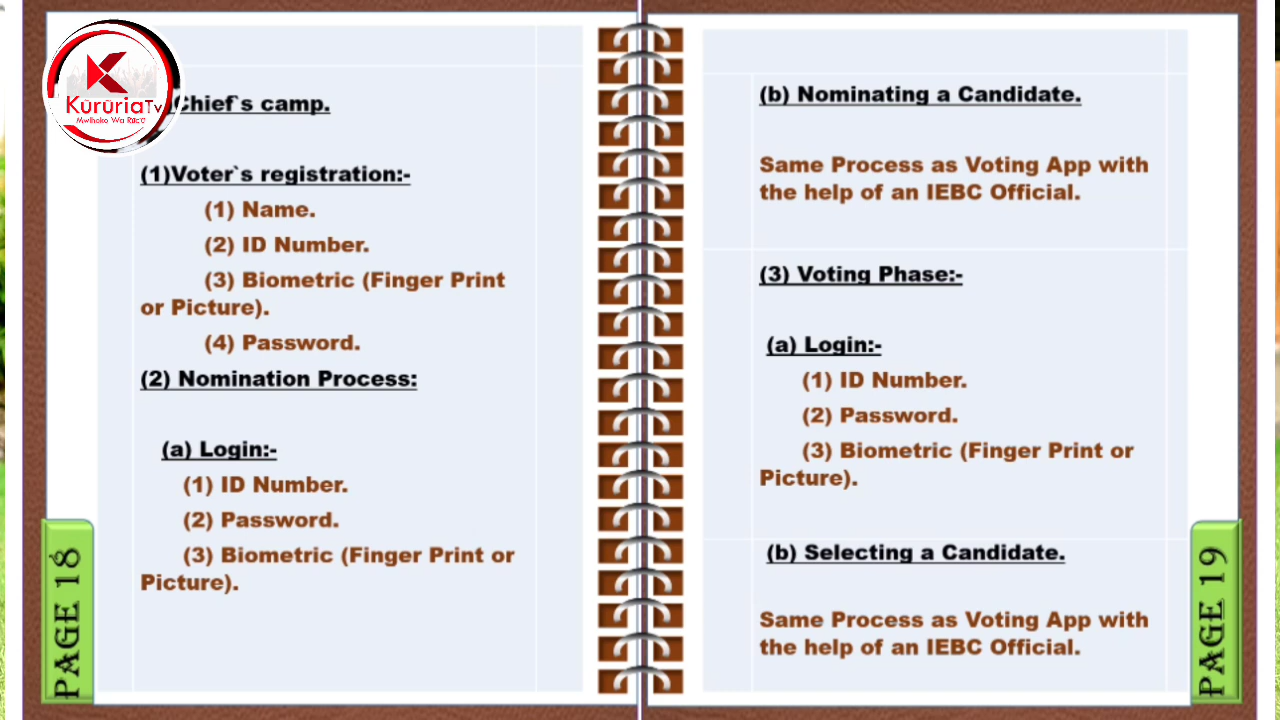 KũrũriaTv
Mwĩhoko Wa Rũrũ
Chief`s camp.
(1)Voter`s registration:-
(1) Name.
(2) ID Number.
(3) Biometric (Finger Print
or Picture).
(4) Password.
(2) Nomination Process:
(a) Login:-
(1) ID Number.
(2) Password.
(3) Biometric (Finger Print or
Picture).
PAGE 18
(b) Nominating a Candidate.
Same Process as Voting App with
the help of an IEBC Official.
(3) Voting Phase:-
(a) Login:-
(1) ID Number.
(2) Password.
(3) Biometric (Finger Print or
Picture).
(b) Selecting a Candidate.
Same Process as Voting App with
the help of an IEBC Official.
PAGE 19